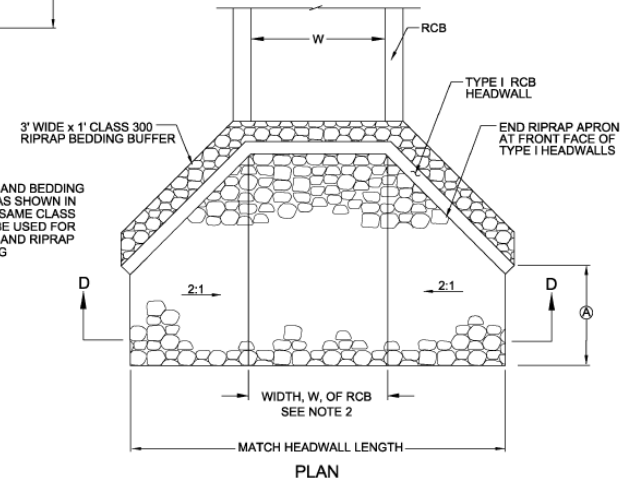 W
RCB
TYPE I RCB
HEADWALL
3' WIDE x 1' CLASS 300
RIPRAP BEDDING BUFFER
END RIPRAP APRON
AT FRONT FACE OF
TYPE I HEADWALLS
AND BEDDING
AS SHOWN IN
SAME CLASS
BE USED FOR
AND RIPRAP
G
D
2:1
2:1
D
A
WIDTH, W, OF RCB
SEE NOTE 2
MATCH HEADWALL LENGTH
PLAN